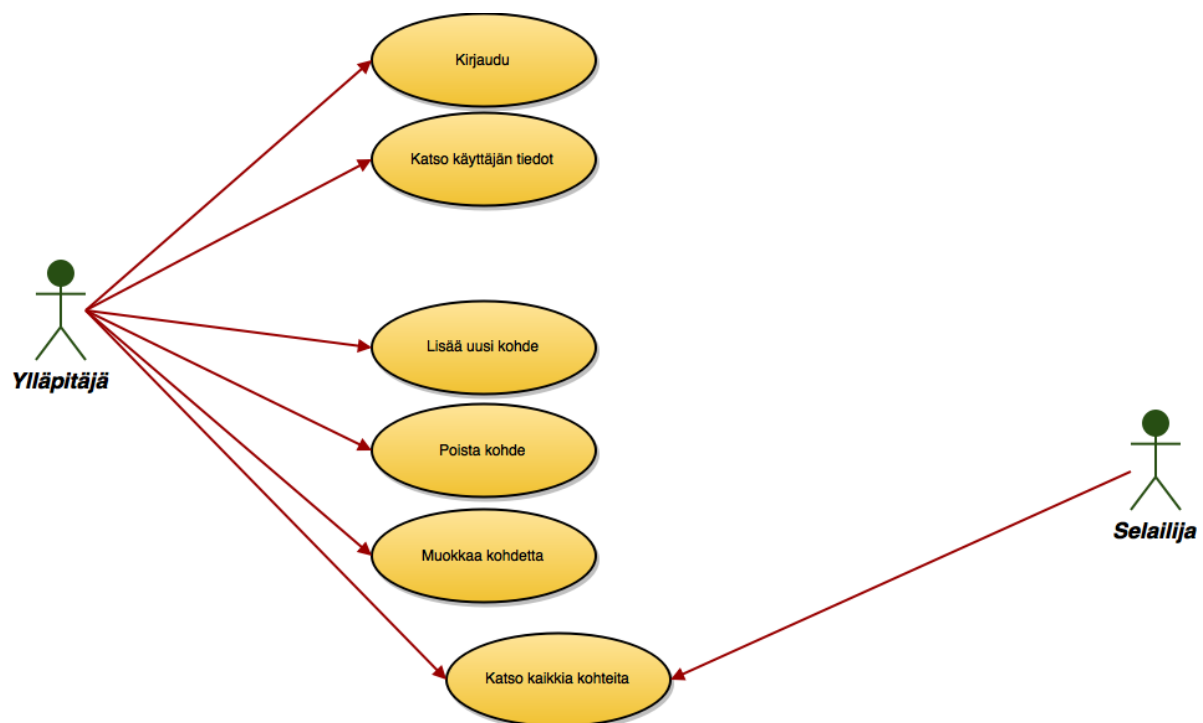 Kirjaudu
Katso käyttäjän tiedot
Ylläpitäjä
Lisää uusi kohde
Poista kohde
Selailija
Muokkaa kohdetta
Katso kaikkia kohteita